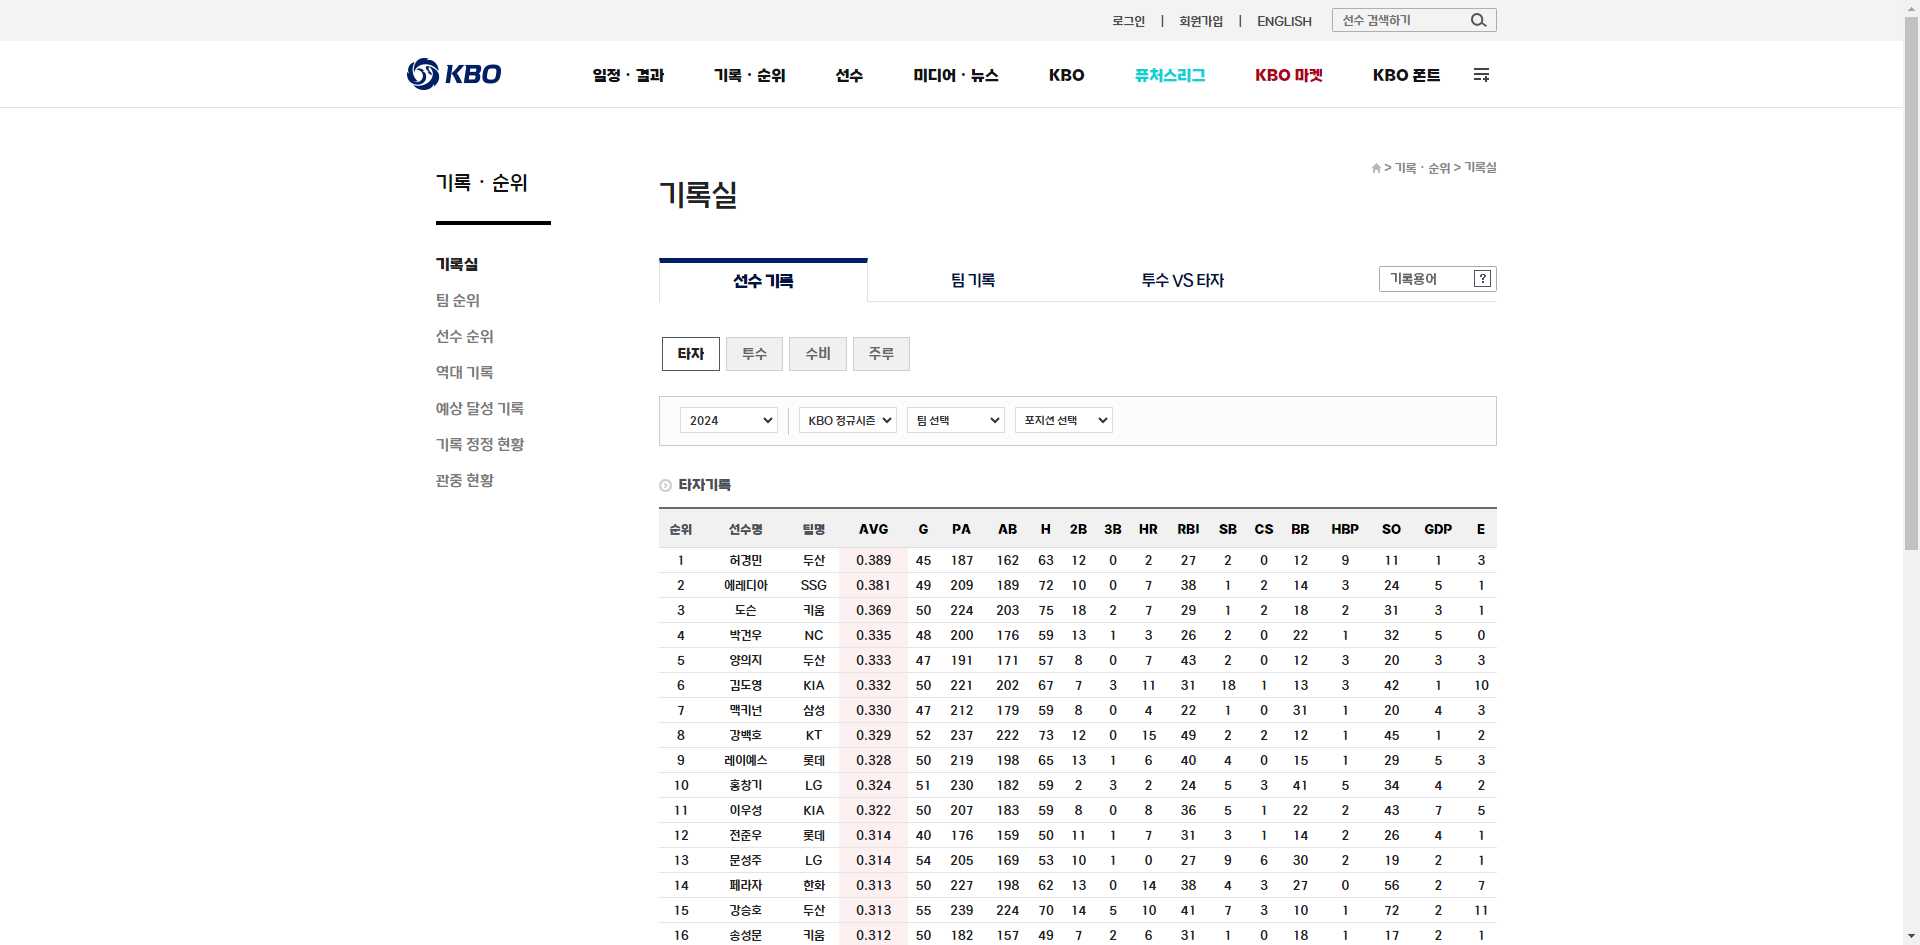 로그인 | 회원가입 | ENGLISH 선수 검색하기
KBO 일정 · 결과 기록 · 순위 선수 미디어 · 뉴스 KBO 퓨처스리그 KBO 마켓 KBO 폰트
> 기록 · 순위 > 기록실
기록 · 순위
기록실
팀 순위
선수 순위
역대 기록
예상 달성 기록
기록 정정 현황
관중 현황
기록실
선수 기록 팀 기록 투수 VS 타자 기록용어 ?
타자 투수 수비 주루
2024 KBO 정규시즌 팀 선택 포지션 선택
타자기록
순위 선수명 팀명 AVG G PA AB H 2B 3B HR RBI SB CS BB HBP SO GDP E
1 허경민 두산 0.389 45 187 162 63 12 0 2 27 2 0 12 9 11 1 3
2 에레디아 SSG 0.381 49 209 189 72 10 0 7 38 1 2 14 3 24 5 1
3 도슨 키움 0.369 50 224 203 75 18 2 7 29 1 2 18 2 31 3 1
4 박건우 NC 0.335 48 200 176 59 13 1 3 26 2 0 22 1 32 5 0
5 양의지 두산 0.333 47 191 171 57 8 0 7 43 2 0 12 3 20 3 3
6 김도영 KIA 0.332 50 221 202 67 7 3 11 31 18 1 13 3 42 1 10
7 맥키넌 삼성 0.330 47 212 179 59 8 0 4 22 1 0 31 1 20 4 3
8 강백호 KT 0.329 52 237 222 73 12 0 15 49 2 2 12 1 45 1 2
9 레이예스 롯데 0.328 50 219 198 65 13 1 6 40 4 0 15 1 29 5 3
10 홍창기 LG 0.324 51 230 182 59 2 3 2 24 5 3 41 5 34 4 2
11 이우성 KIA 0.322 50 207 183 59 8 0 8 36 5 1 22 2 43 7 5
12 전준우 롯데 0.314 40 176 159 50 11 1 7 31 3 1 14 2 26 4 1
13 문성주 LG 0.314 54 205 169 53 10 1 0 27 9 6 30 2 19 2 1
14 페라자 한화 0.313 50 227 198 62 13 0 14 38 4 3 27 0 56 2 7
15 강승호 두산 0.313 55 239 224 70 14 5 10 41 7 3 10 1 72 2 11
16 송성문 키움 0.312 50 182 157 49 7 2 6 31 1 0 18 1 17 2 1